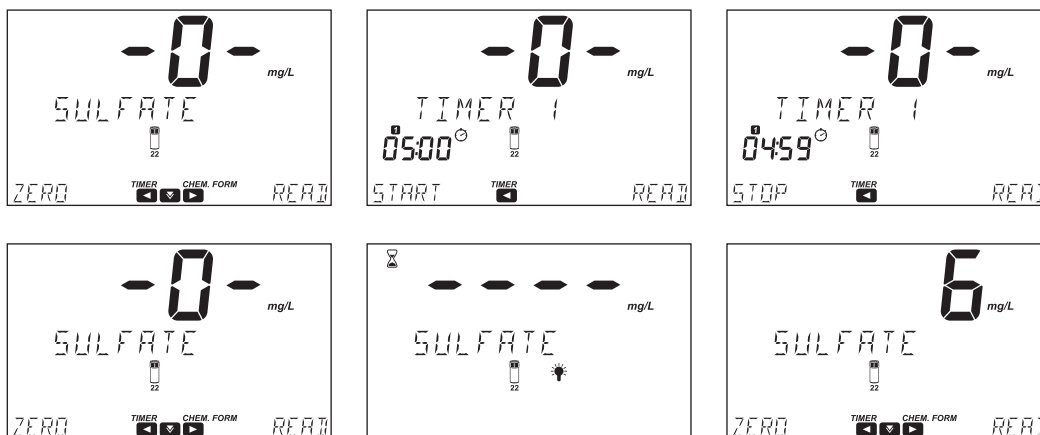 -0-
mg/L
SULFATE
22
TIMER CHEM. FORM
ZERO READ
-0-
mg/L
TIMER 1
1
05:00
22
TIMER
START READ
-0-
mg/L
TIMER 1
1
04:59
22
TIMER
STOP READ
-0-
mg/L
SULFATE
22
TIMER CHEM. FORM
ZERO READ
- - - -
mg/L
SULFATE
22
6
mg/L
SULFATE
22
TIMER CHEM. FORM
ZERO READ